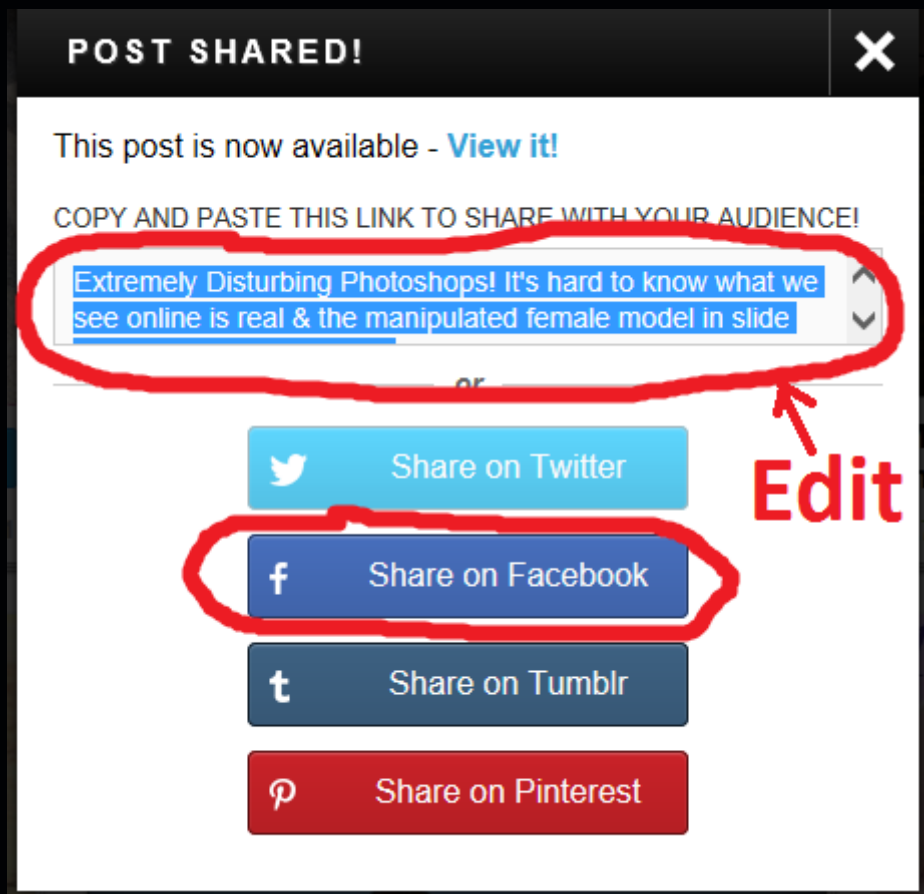 POST SHARED!
This post is now available - View it!
COPY AND PASTE THIS LINK TO SHARE WITH YOUR AUDIENCE!
Extremely Disturbing Photoshops! It's hard to know what we
see online is real & the manipulated female model in slide
or
Share on Twitter
Edit
Share on Facebook
Share on Tumblr
Share on Pinterest